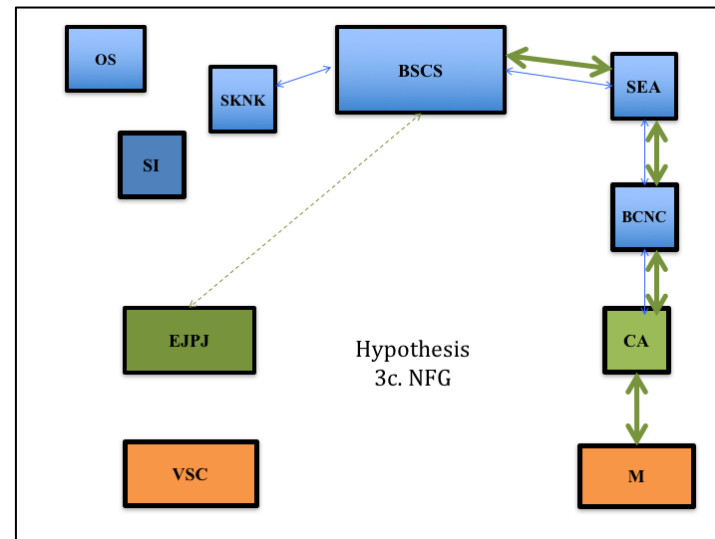 OS
SKNK
BSCS
SEA
SI
BCNC
EJPJ
CA
Hypothesis
3c. NFG
VSC
M